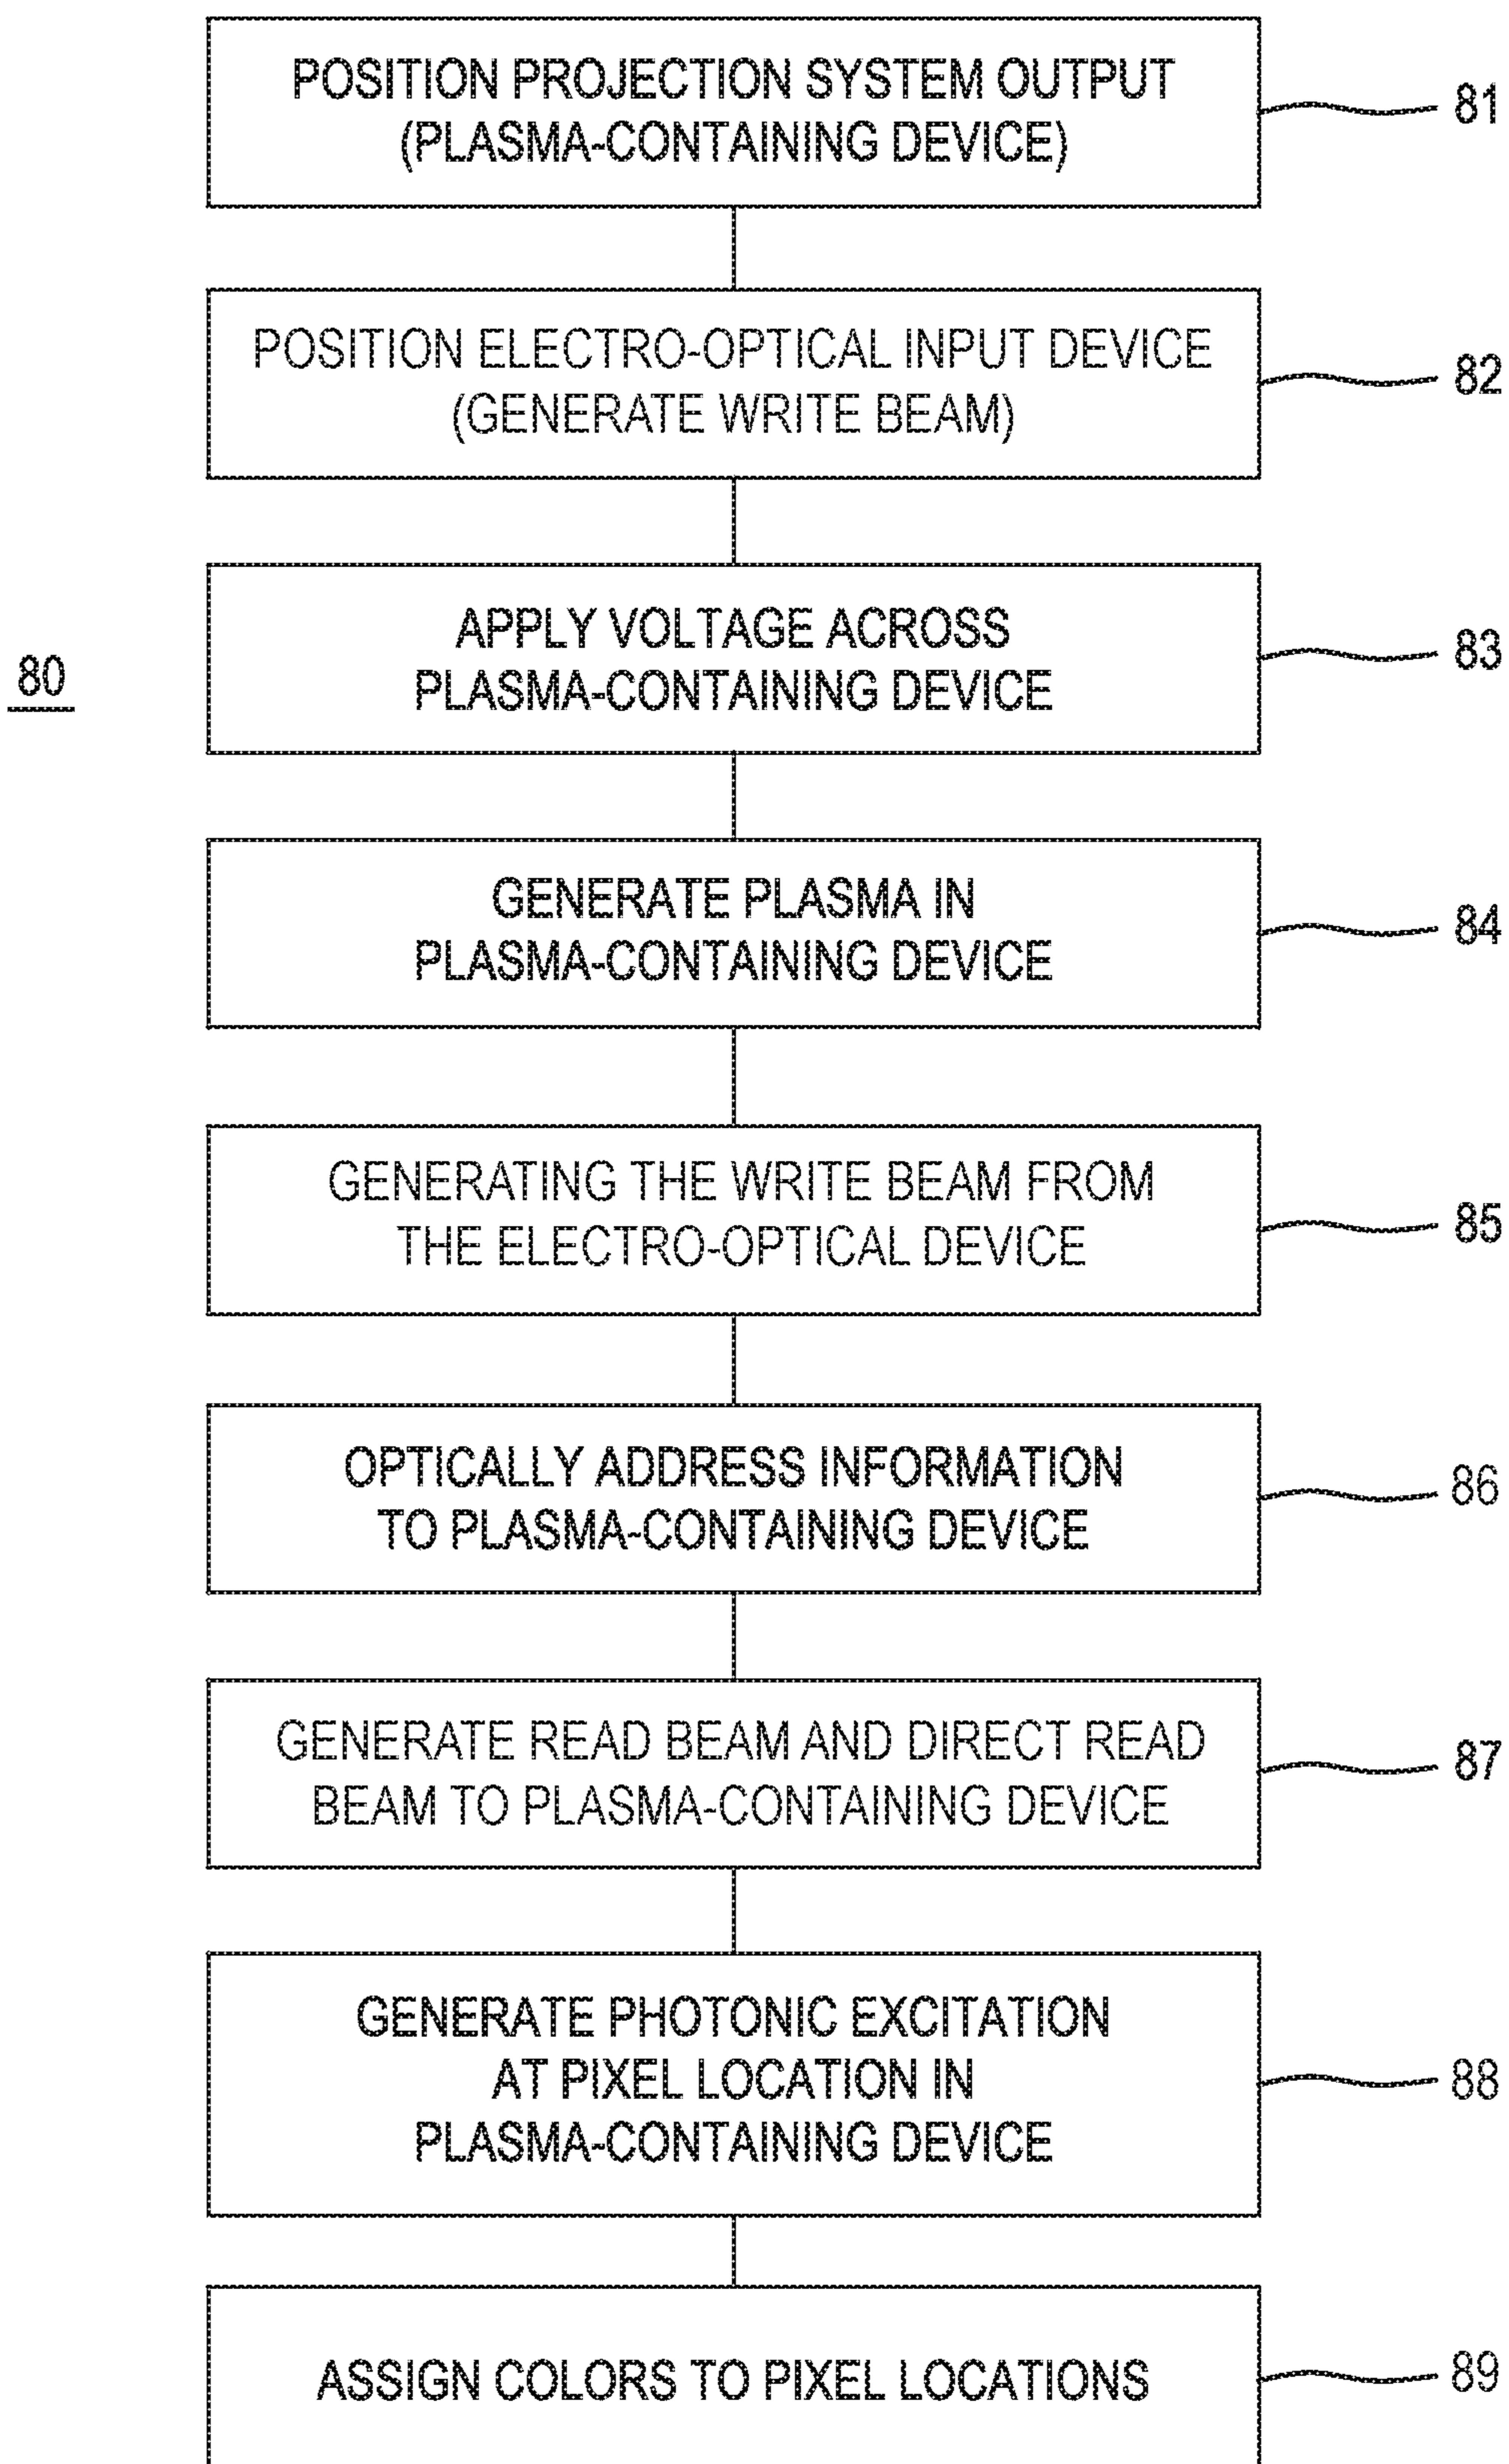 POSITION PROJECTION SYSTEM OUTPUT
(PLASMA-CONTAINING DEVICE)
81
POSITION ELECTRO-OPTICAL INPUT DEVICE
(GENERATE WRITE BEAM)
82
APPLY VOLTAGE ACROSS
PLASMA-CONTAINING DEVICE
83
80
GENERATE PLASMA IN
PLASMA-CONTAINING DEVICE
84
GENERATING THE WRITE BEAM FROM
THE ELECTRO-OPTICAL DEVICE
85
OPTICALLY ADDRESS INFORMATION
TO PLASMA-CONTAINING DEVICE
86
GENERATE READ BEAM AND DIRECT READ
BEAM TO PLASMA-CONTAINING DEVICE
87
GENERATE PHOTONIC EXCITATION
AT PIXEL LOCATION IN
PLASMA-CONTAINING DEVICE
88
ASSIGN COLORS TO PIXEL LOCATIONS
89